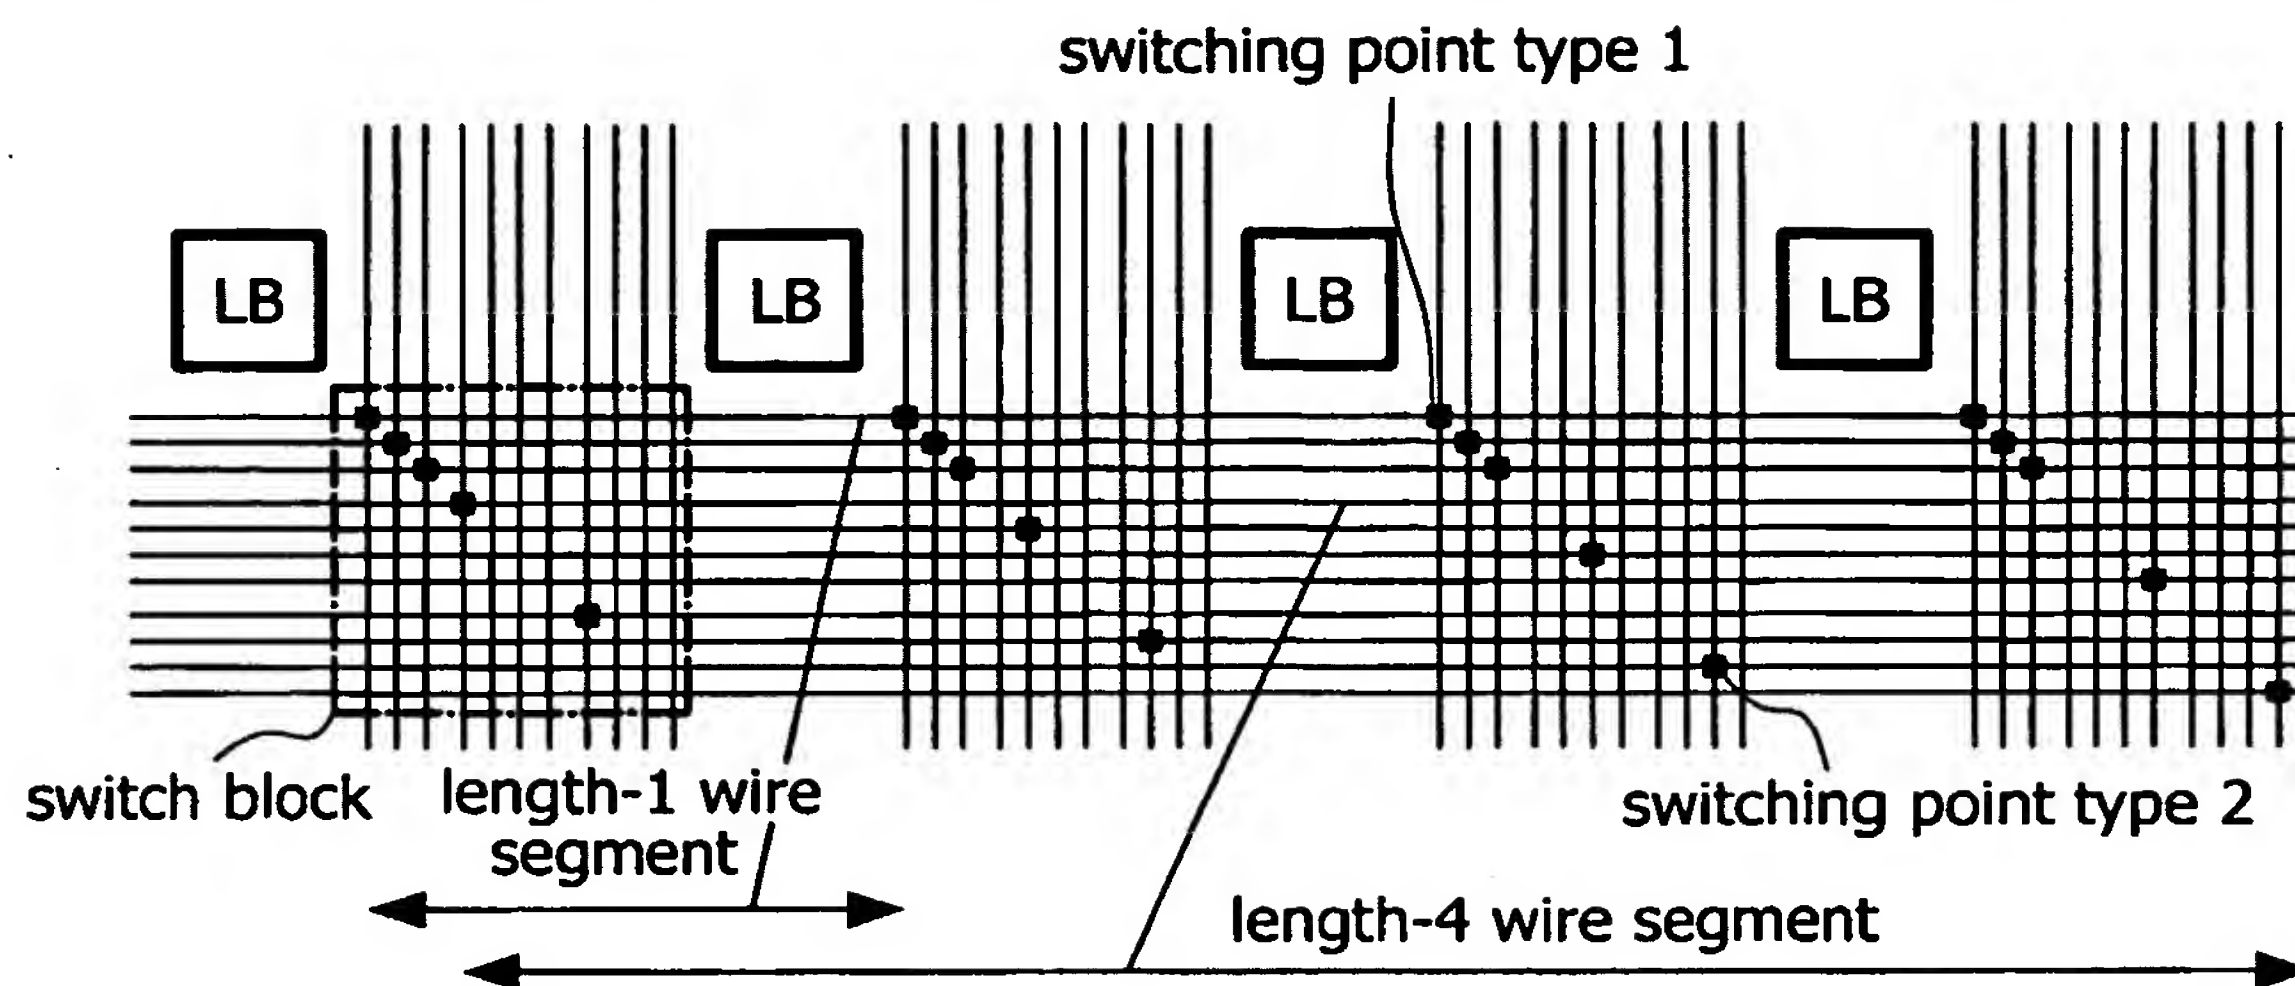 switching point type 1
LB
LB
LB
LB
switch block
length-1 wire
segment
switching point type 2
length-4 wire segment